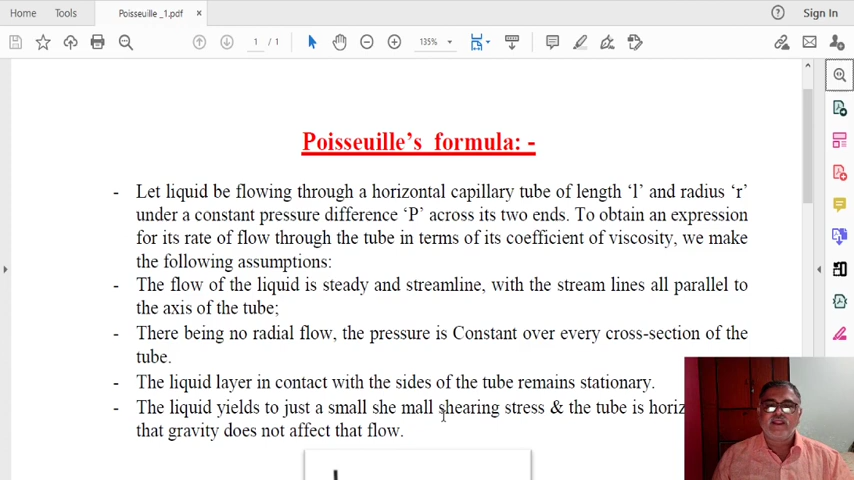 Home Tools Poisseuille _1.pdf × Sign In
1 / 1 135%
Poisseuille's formula: -
- Let liquid be flowing through a horizontal capillary tube of length 'l' and radius 'r'
under a constant pressure difference 'P' across its two ends. To obtain an expression
for its rate of flow through the tube in terms of its coefficient of viscosity, we make
the following assumptions:
- The flow of the liquid is steady and streamline, with the stream lines all parallel to
the axis of the tube;
- There being no radial flow, the pressure is Constant over every cross-section of the
tube.
- The liquid layer in contact with the sides of the tube remains stationary.
- The liquid yields to just a small she mall shearing stress & the tube is
that gravity does not affect that flow.